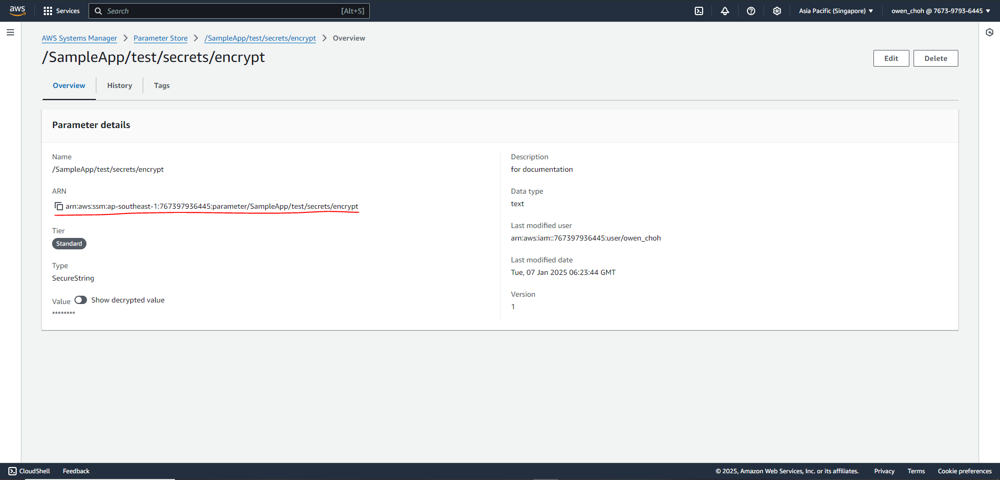 aws Services Search [Alt+S] Asia Pacific (Singapore) owen_choh @ 7673-9793-6445
AWS Systems Manager Parameter Store /SampleApp/test/secrets/encrypt Overview
/SampleApp/test/secrets/encrypt
Edit Delete
Overview History Tags
Parameter details
Name
/SampleApp/test/secrets/encrypt
ARN
arn:aws:ssm:ap-southeast-1:767397936445:parameter/SampleApp/test/secrets/encrypt
Tier
Standard
Type
SecureString
Value Show decrypted value
********
Description
for documentation
Data type
text
Last modified user
arn:aws:iam::767397936445:user/owen_choh
Last modified date
Tue, 07 Jan 2025 06:23:44 GMT
Version
1
CloudShell Feedback © 2025, Amazon Web Services, Inc. or its affiliates. Privacy Terms Cookie preferences